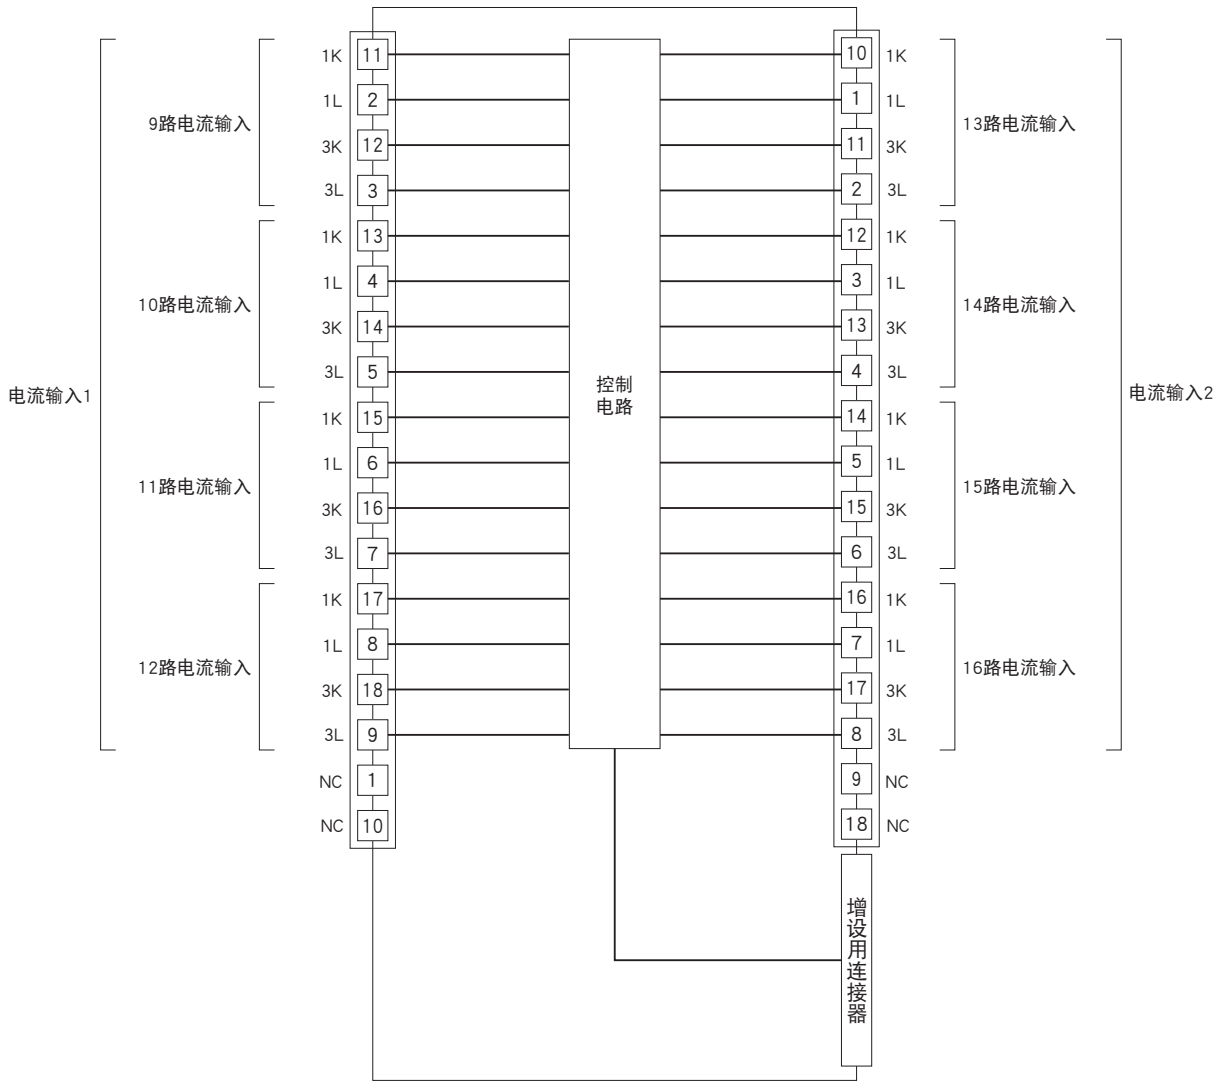 电流输入1
9路电流输入
1K 11
1L 2
3K 12
3L 3
10路电流输入
1K 13
1L 4
3K 14
3L 5
11路电流输入
1K 15
1L 6
3K 16
3L 7
12路电流输入
1K 17
1L 8
3K 18
3L 9
NC 1
NC 10
控制
电路
10 1K
1 1L
11 3K
2 3L
13路电流输入
12 1K
3 1L
13 3K
4 3L
14路电流输入
14 1K
5 1L
15 3K
6 3L
15路电流输入
16 1K
7 1L
17 3K
8 3L
16路电流输入
9 NC
18 NC
电流输入2
增设用连接器